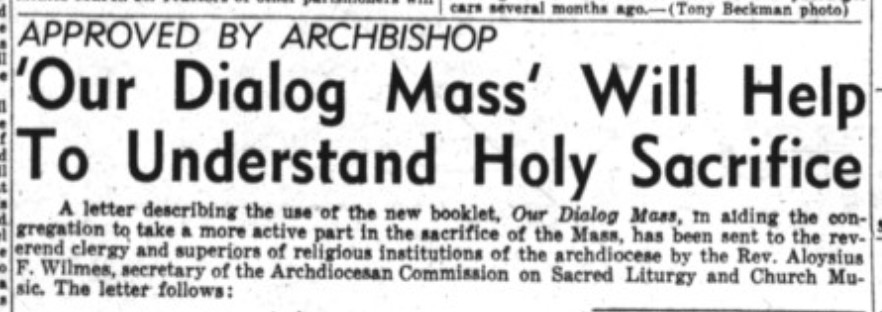 cars several months ago.—(Tony Beckman photo)
APPROVED BY ARCHBISHOP
'Our Dialog Mass' Will Help
To Understand Holy Sacrifice
A letter describing the use of the new booklet, Our Dialog Mass, in aiding the con-
gregation to take a more active part in the sacrifice of the Mass, has been sent to the rev-
erend clergy and superiors of religious institutions of the archdiocese by the Rev. Aloysius
F. Wilmes, secretary of the Archdiocesan Commission on Sacred Liturgy and Church Mu-
sic. The letter follows: